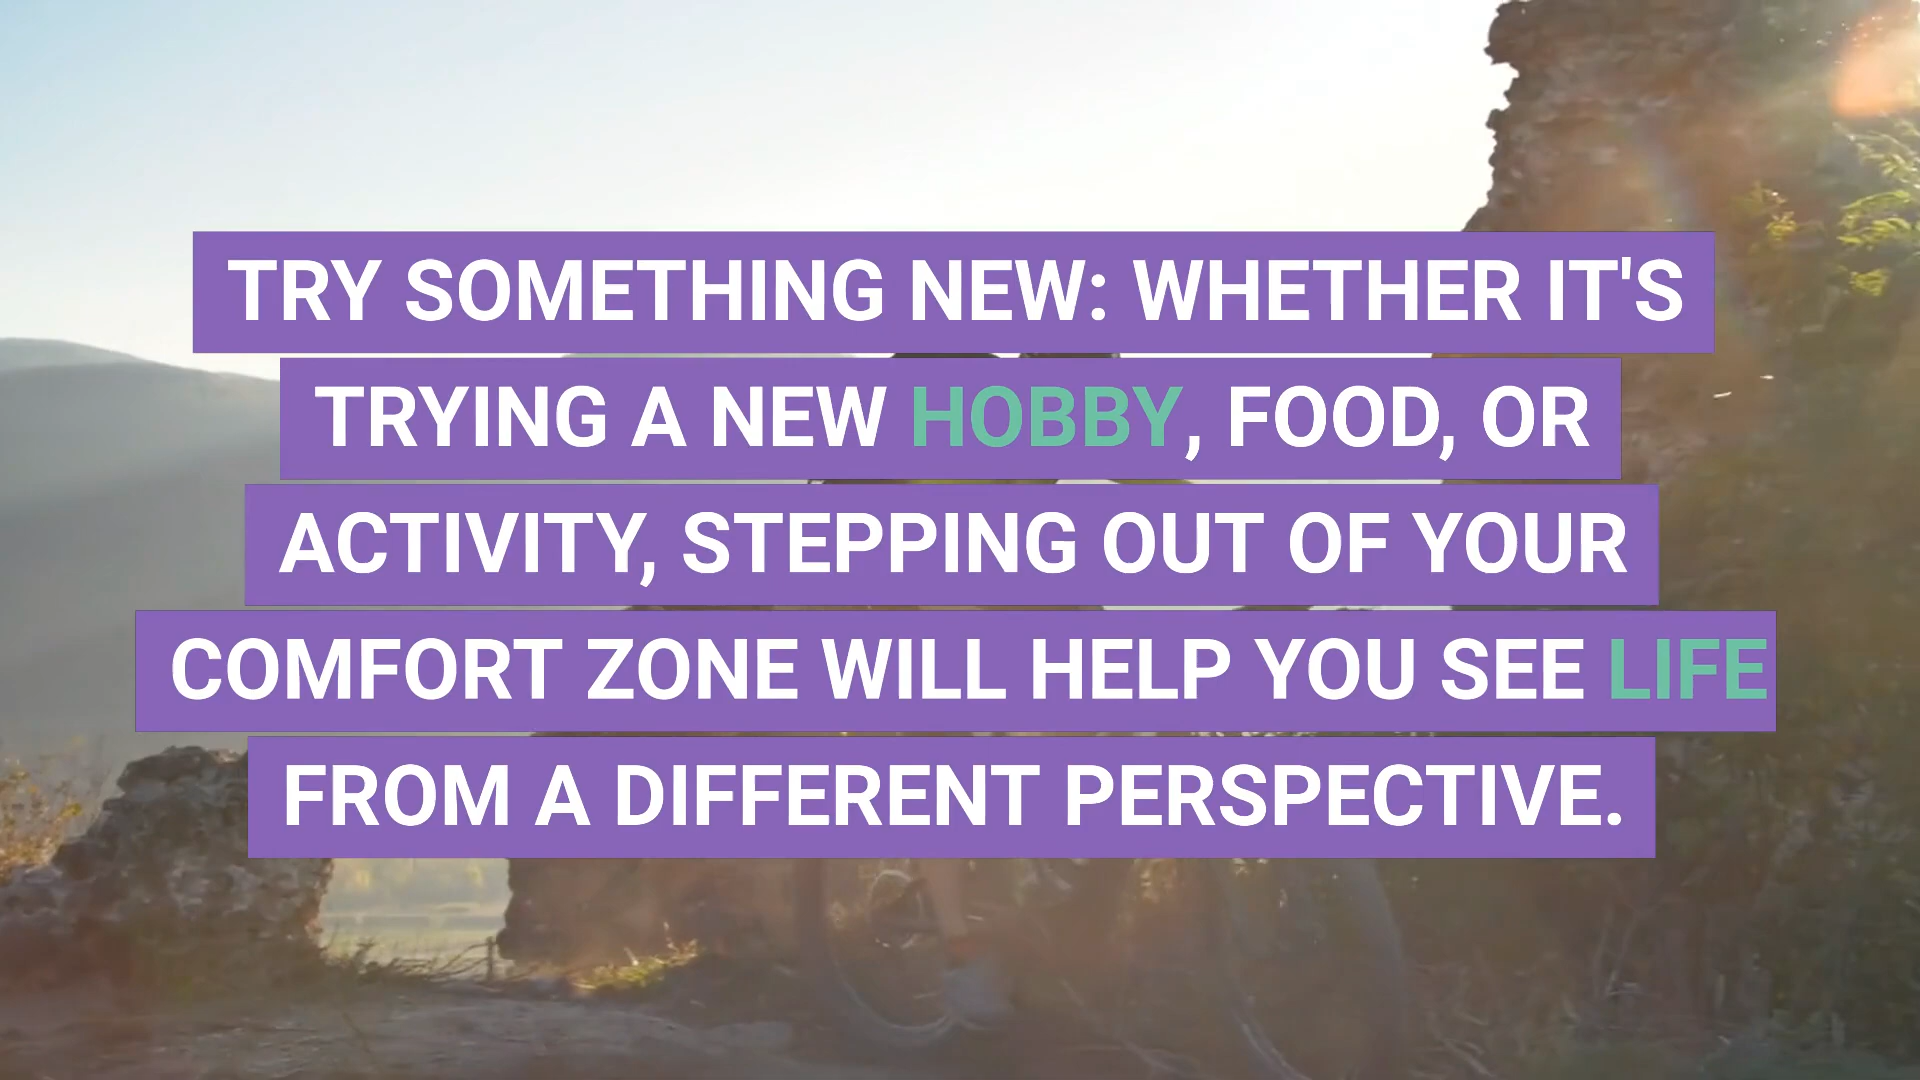 TRY SOMETHING NEW: WHETHER IT'S
TRYING A NEW HOBBY, FOOD, OR
ACTIVITY, STEPPING OUT OF YOUR
COMFORT ZONE WILL HELP YOU SEE LIFE
FROM A DIFFERENT PERSPECTIVE.